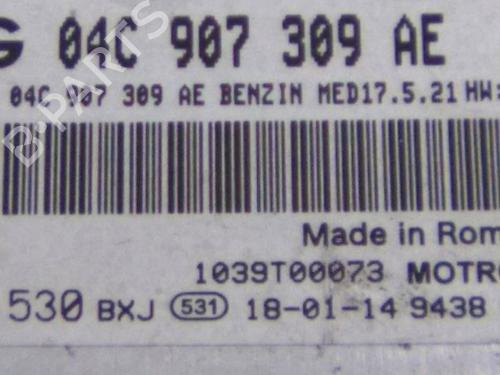 G 04C 907 309 AE
04C 907 309 AE BENZIN MED17.5.21 HW:
Made in Rom
1039T00073 MOTR
530 BXJ 531 18-01-14 9438
B-PARTS